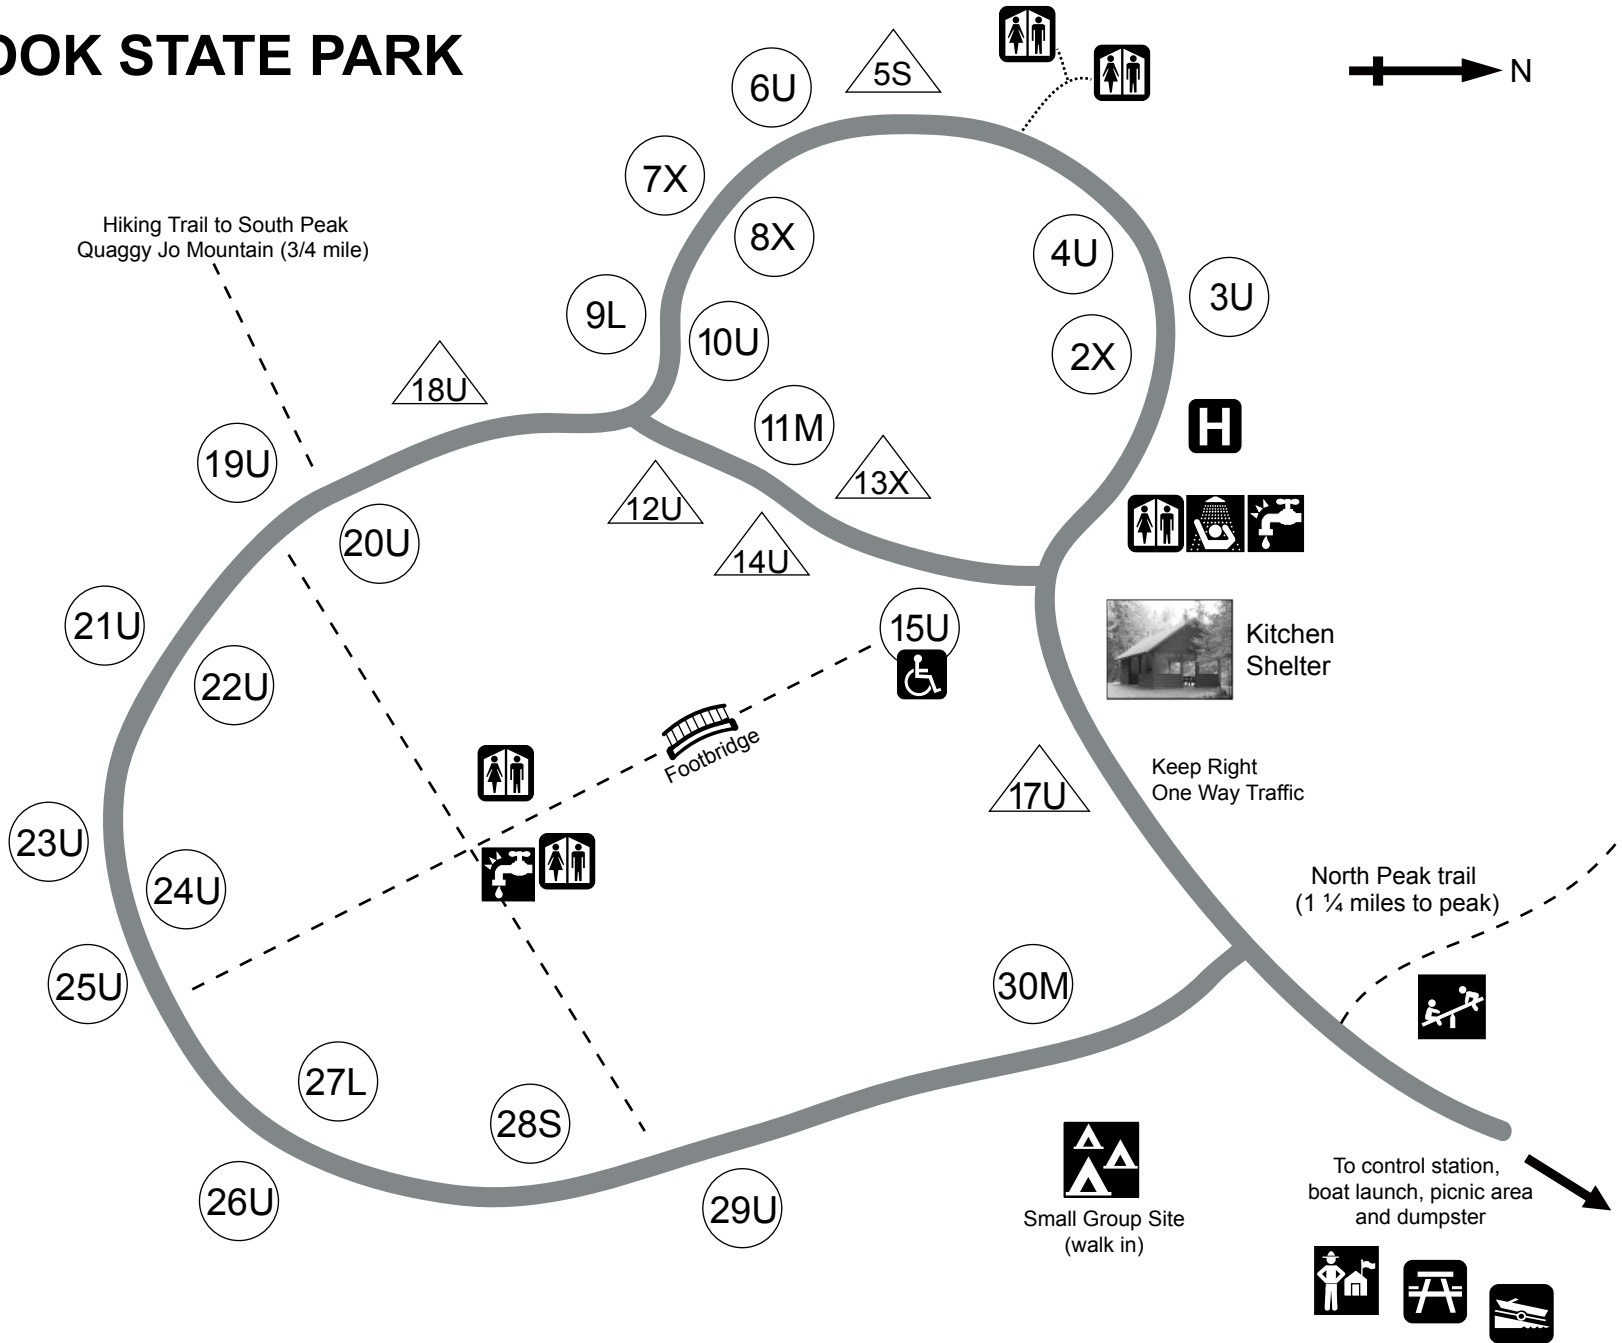 OOK STATE PARK
N
5S
6U
7X
8X
4U
3U
Hiking Trail to South Peak
Quaggy Jo Mountain (3/4 mile)
9L
10U
2X
18U
11M
H
19U
13X
12U
20U
14U
21U
15U
Kitchen
Shelter
22U
Footbridge
17U
Keep Right
One Way Traffic
23U
24U
North Peak trail
(1 ¼ miles to peak)
25U
30M
27L
28S
26U
29U
Small Group Site
(walk in)
To control station,
boat launch, picnic area
and dumpster